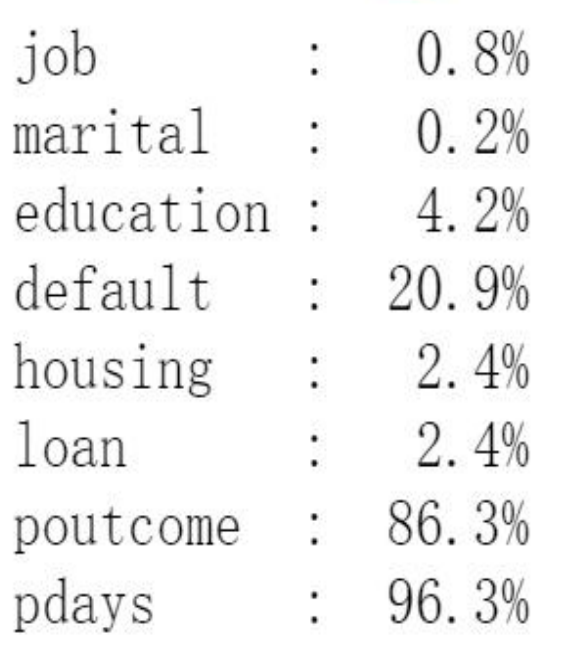 job : 0.8%
marital : 0.2%
education : 4.2%
default : 20.9%
housing : 2.4%
loan : 2.4%
poutcome : 86.3%
pdays : 96.3%